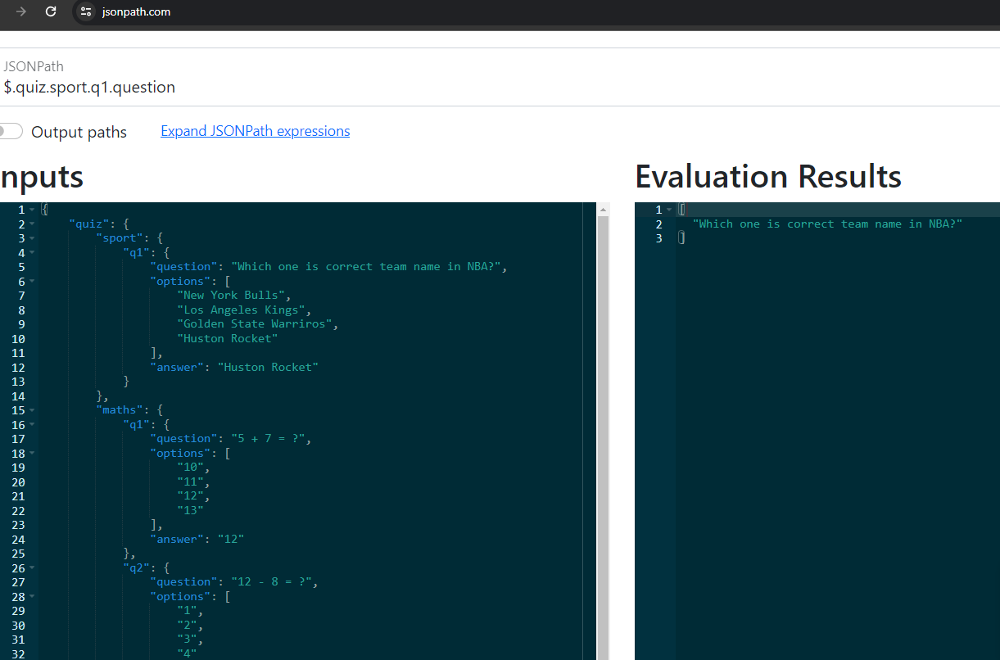 jsonpath.com
JSONPath
$.quiz.sport.q1.question
Output paths
Expand JSONPath expressions
nputs
1 {
2 "quiz": {
3 "sport": {
4 "q1": {
5 "question": "Which one is correct team name in NBA?",
6 "options": [
7 "New York Bulls",
8 "Los Angeles Kings",
9 "Golden State Warriros",
10 "Huston Rocket"
11 ],
12 "answer": "Huston Rocket"
13 }
14 },
15 "maths": {
16 "q1": {
17 "question": "5 + 7 = ?",
18 "options": [
19 "10",
20 "11",
21 "12",
22 "13"
23 ],
24 "answer": "12"
25 },
26 "q2": {
27 "question": "12 - 8 = ?",
28 "options": [
29 "1",
30 "2",
31 "3",
32 "4"
Evaluation Results
1 [
2 "Which one is correct team name in NBA?"
3 ]